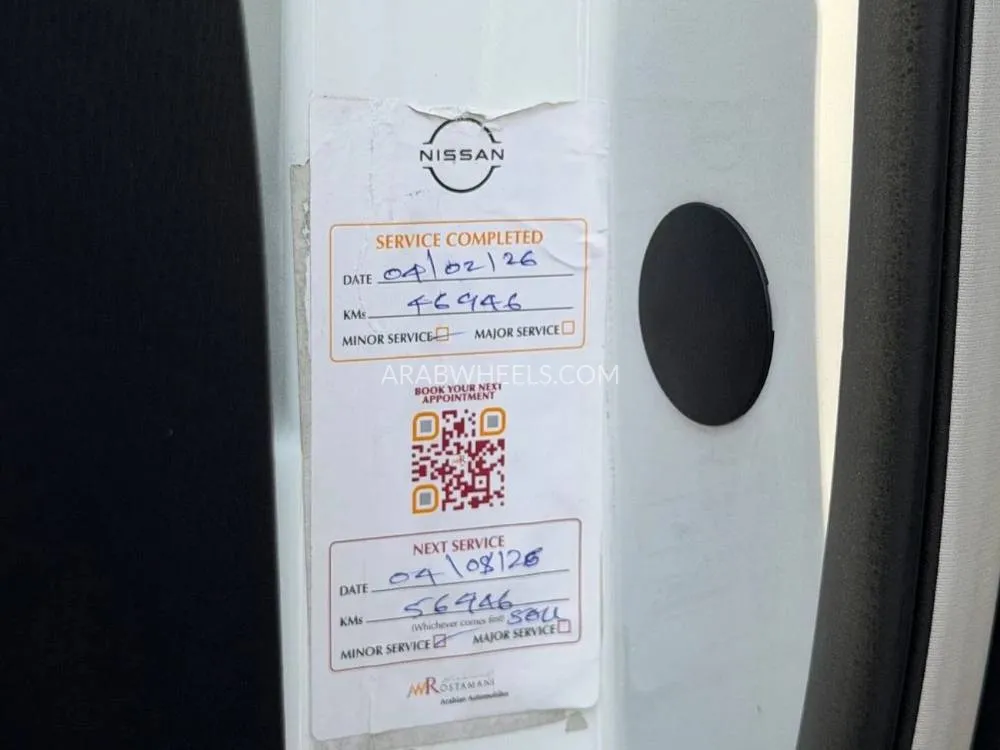 NISSAN
SERVICE COMPLETED
DATE 04\02/26
KMs 46946
MINOR SERVICE MAJOR SERVICE
ARABWHEELS.COM
BOOK YOUR NEXT
APPOINTMENT
NEXT SERVICE
DATE 04\08/26
KMs 56946
(Whichever comes first)
MINOR SERVICE MAJOR SERVICE
AWROSTAMANI
Arabian Automobiles